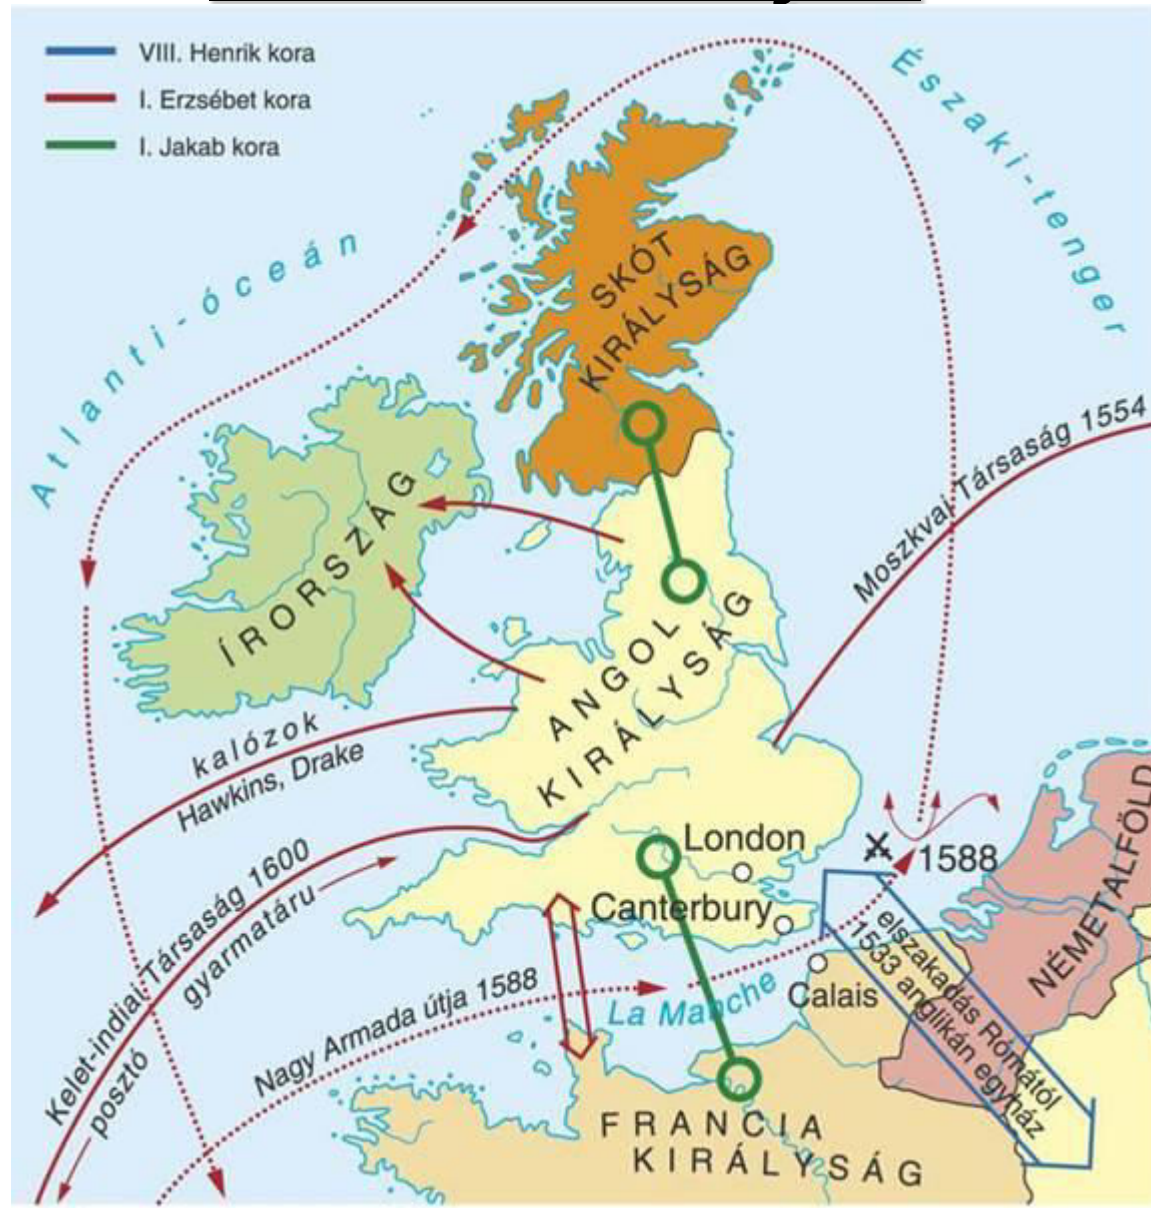 VIII. Henrik kora
I. Erzsébet kora
I. Jakab kora
Északi-tenger
Atlanti-óceán
SKÓT
KIRÁLYSÁG
Moszkvai Társaság 1554
ÍRORSZÁG
ANGOL
KIRÁLYSÁG
kalózok
Hawkins, Drake
London
1588
Canterbury
NÉMETALFÖLD
Kelet-indiai Társaság 1600
gyarmatáru
posztó
Nagy Armada útja 1588
La Manche
Calais
elszakadás Rómától
1533 anglikán egyház
FRANCIA
KIRÁLYSÁG